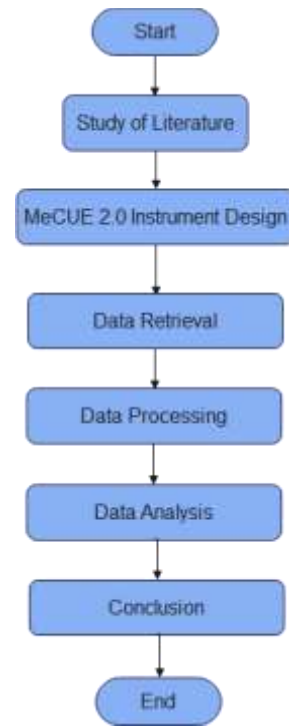 Start
Study of Literature
MeCUE 2.0 Instrument Design
Data Retrieval
Data Processing
Data Analysis
Conclusion
End